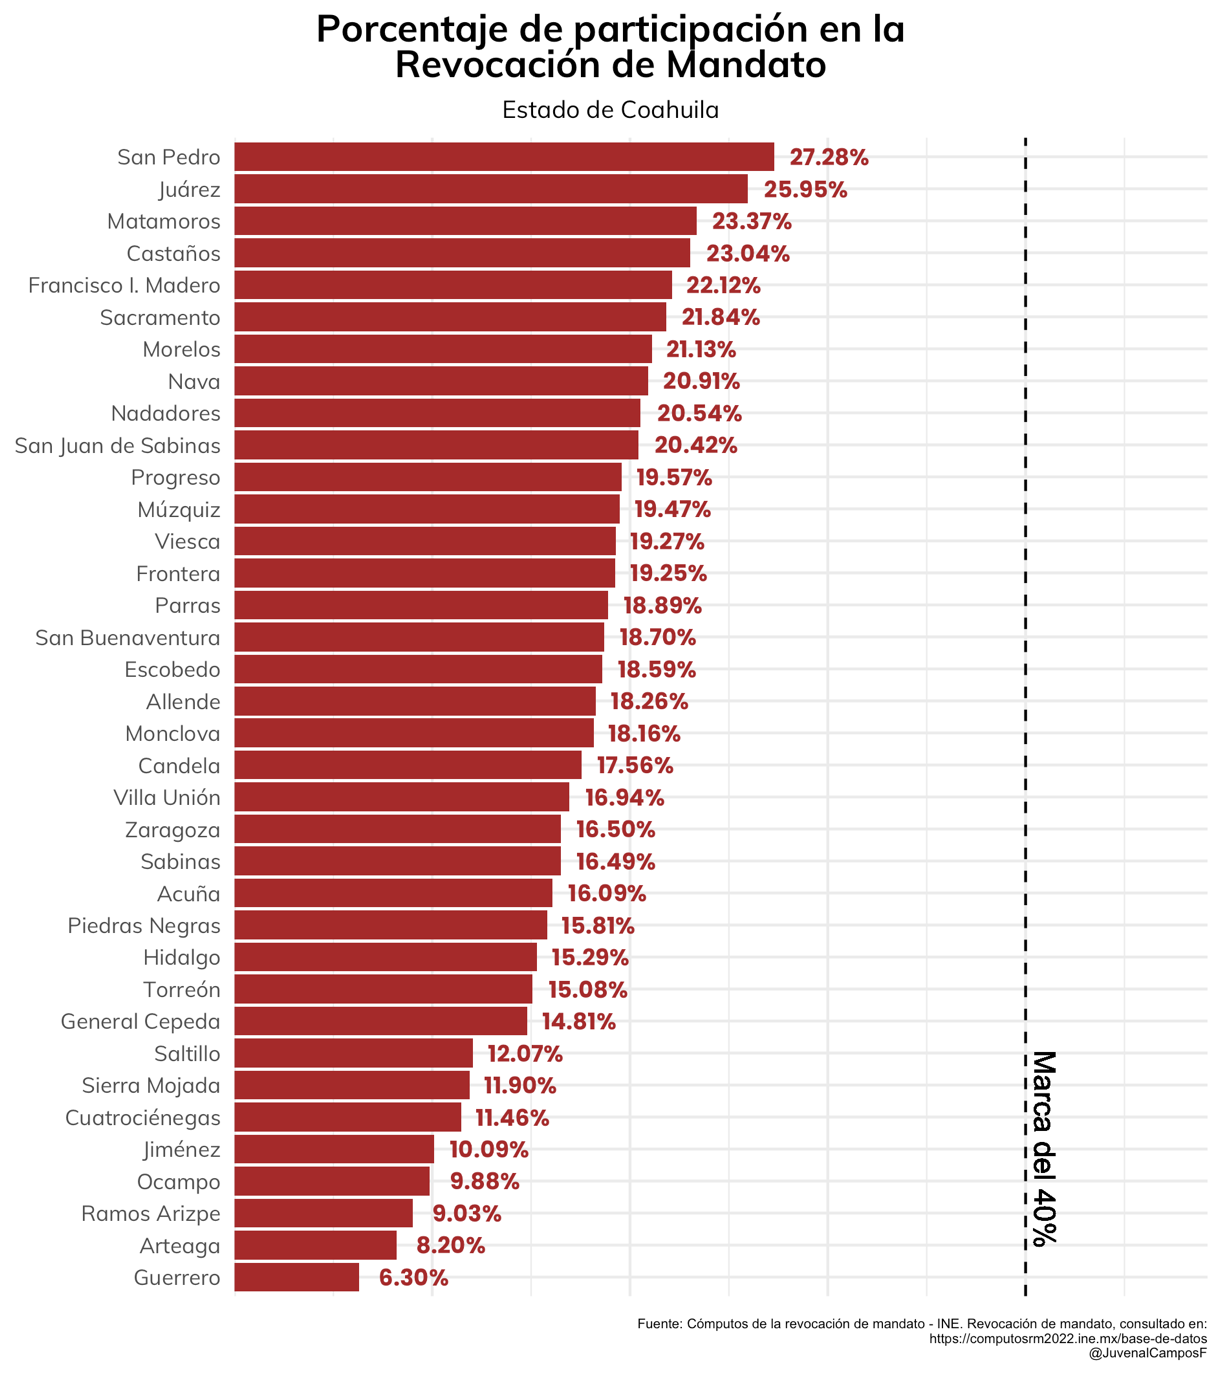 Porcentaje de participación en la
Revocación de Mandato
Estado de Coahuila
San Pedro 27.28%
Juárez 25.95%
Matamoros 23.37%
Castaños 23.04%
Francisco I. Madero 22.12%
Sacramento 21.84%
Morelos 21.13%
Nava 20.91%
Nadadores 20.54%
San Juan de Sabinas 20.42%
Progreso 19.57%
Múzquiz 19.47%
Viesca 19.27%
Frontera 19.25%
Parras 18.89%
San Buenaventura 18.70%
Escobedo 18.59%
Allende 18.26%
Monclova 18.16%
Candela 17.56%
Villa Unión 16.94%
Zaragoza 16.50%
Sabinas 16.49%
Acuña 16.09%
Piedras Negras 15.81%
Hidalgo 15.29%
Torreón 15.08%
General Cepeda 14.81%
Saltillo 12.07%
Sierra Mojada 11.90%
Cuatrociénegas 11.46%
Jiménez 10.09%
Ocampo 9.88%
Ramos Arizpe 9.03%
Arteaga 8.20%
Guerrero 6.30%
Marca del 40%
Fuente: Cómputos de la revocación de mandato - INE. Revocación de mandato, consultado en:
https://computosrm2022.ine.mx/base-de-datos
@JuvenalCamposF